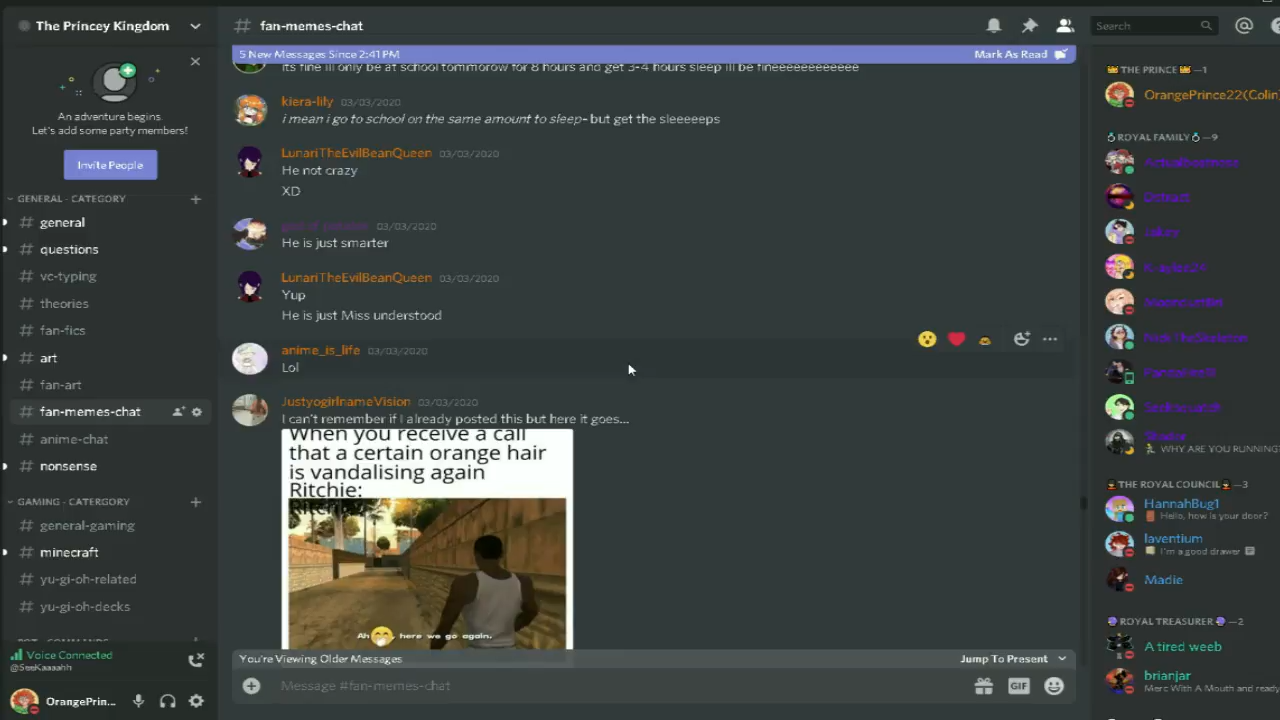 The Princey Kingdom
# fan-memes-chat
Search
5 New Messages Since 2:41 PM
Mark As Read
An adventure begins.
Let's add some party members!
Invite People
GENERAL - CATEGORY
# general
# questions
# vc-typing
# theories
# fan-fics
# art
# fan-art
# fan-memes-chat
# anime-chat
# nonsense
GAMING - CATERGORY
# general-gaming
# minecraft
# yu-gi-oh-related
# yu-gi-oh-decks
Voice Connected
@SeeKaaaahh
OrangePrin...
its fine ill only be at school tommorow for 8 hours and get 3-4 hours sleep ill be fineeeeeeeeeee
kiera-lily 03/03/2020
i mean i go to school on the same amount to sleep- but get the sleeeeeps
LunariTheEvilBeanQueen 03/03/2020
He not crazy
XD
03/03/2020
He is just smarter
LunariTheEvilBeanQueen 03/03/2020
Yup
He is just Miss understood
anime_is_life 03/03/2020
Lol
JustyogirlnameVision 03/03/2020
I can't remember if I already posted this but here it goes...
When you receive a call
that a certain orange hair
is vandalising again
Ritchie:
Ah, here we go again.
You're Viewing Older Messages
Jump To Present
Message #fan-memes-chat
GIF
THE PRINCE —1
OrangePrince22(Colin)
ROYAL FAMILY —9
WHY ARE YOU RUNNING?
THE ROYAL COUNCIL —3
HannahBug1
Hello, how is your door?
laventium
I'm a good drawer
Madie
ROYAL TREASURER —2
A tired weeb
brianjar
Merc With A Mouth and ready